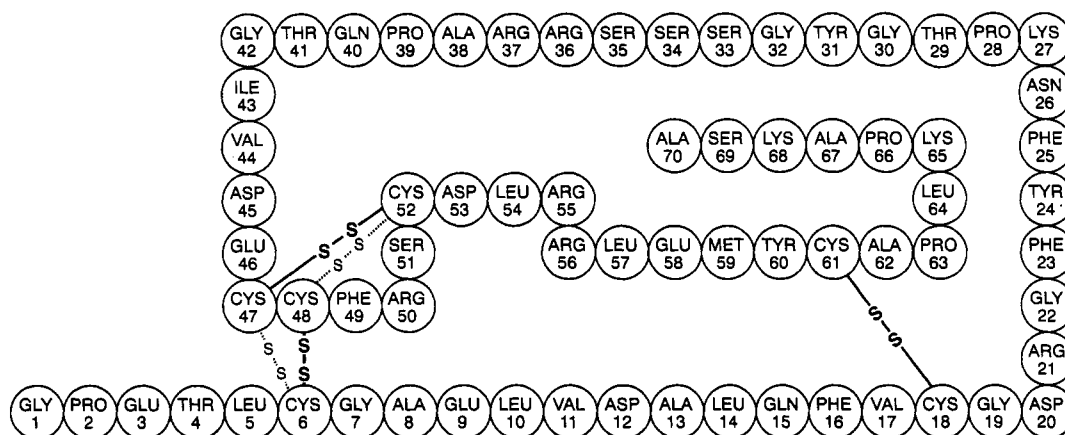 GLY 42 THR 41 GLN 40 PRO 39 ALA 38 ARG 37 ARG 36 SER 35 SER 34 SER 33 GLY 32 TYR 31 GLY 30 THR 29 PRO 28 LYS 27
ILE 43 ASN 26
VAL 44 ALA 70 SER 69 LYS 68 ALA 67 PRO 66 LYS 65 PHE 25
ASP 45 CYS 52 ASP 53 LEU 54 ARG 55 LEU 64 TYR 24
S S S
GLU 46 SER 51 ARG 56 LEU 57 GLU 58 MET 59 TYR 60 CYS 61 ALA 62 PRO 63 PHE 23
S
CYS 47 CYS 48 PHE 49 ARG 50 GLY 22
S S S
S S ARG 21
GLY 1 PRO 2 GLU 3 THR 4 LEU 5 CYS 6 GLY 7 ALA 8 GLU 9 LEU 10 VAL 11 ASP 12 ALA 13 LEU 14 GLN 15 PHE 16 VAL 17 CYS 18 GLY 19 ASP 20